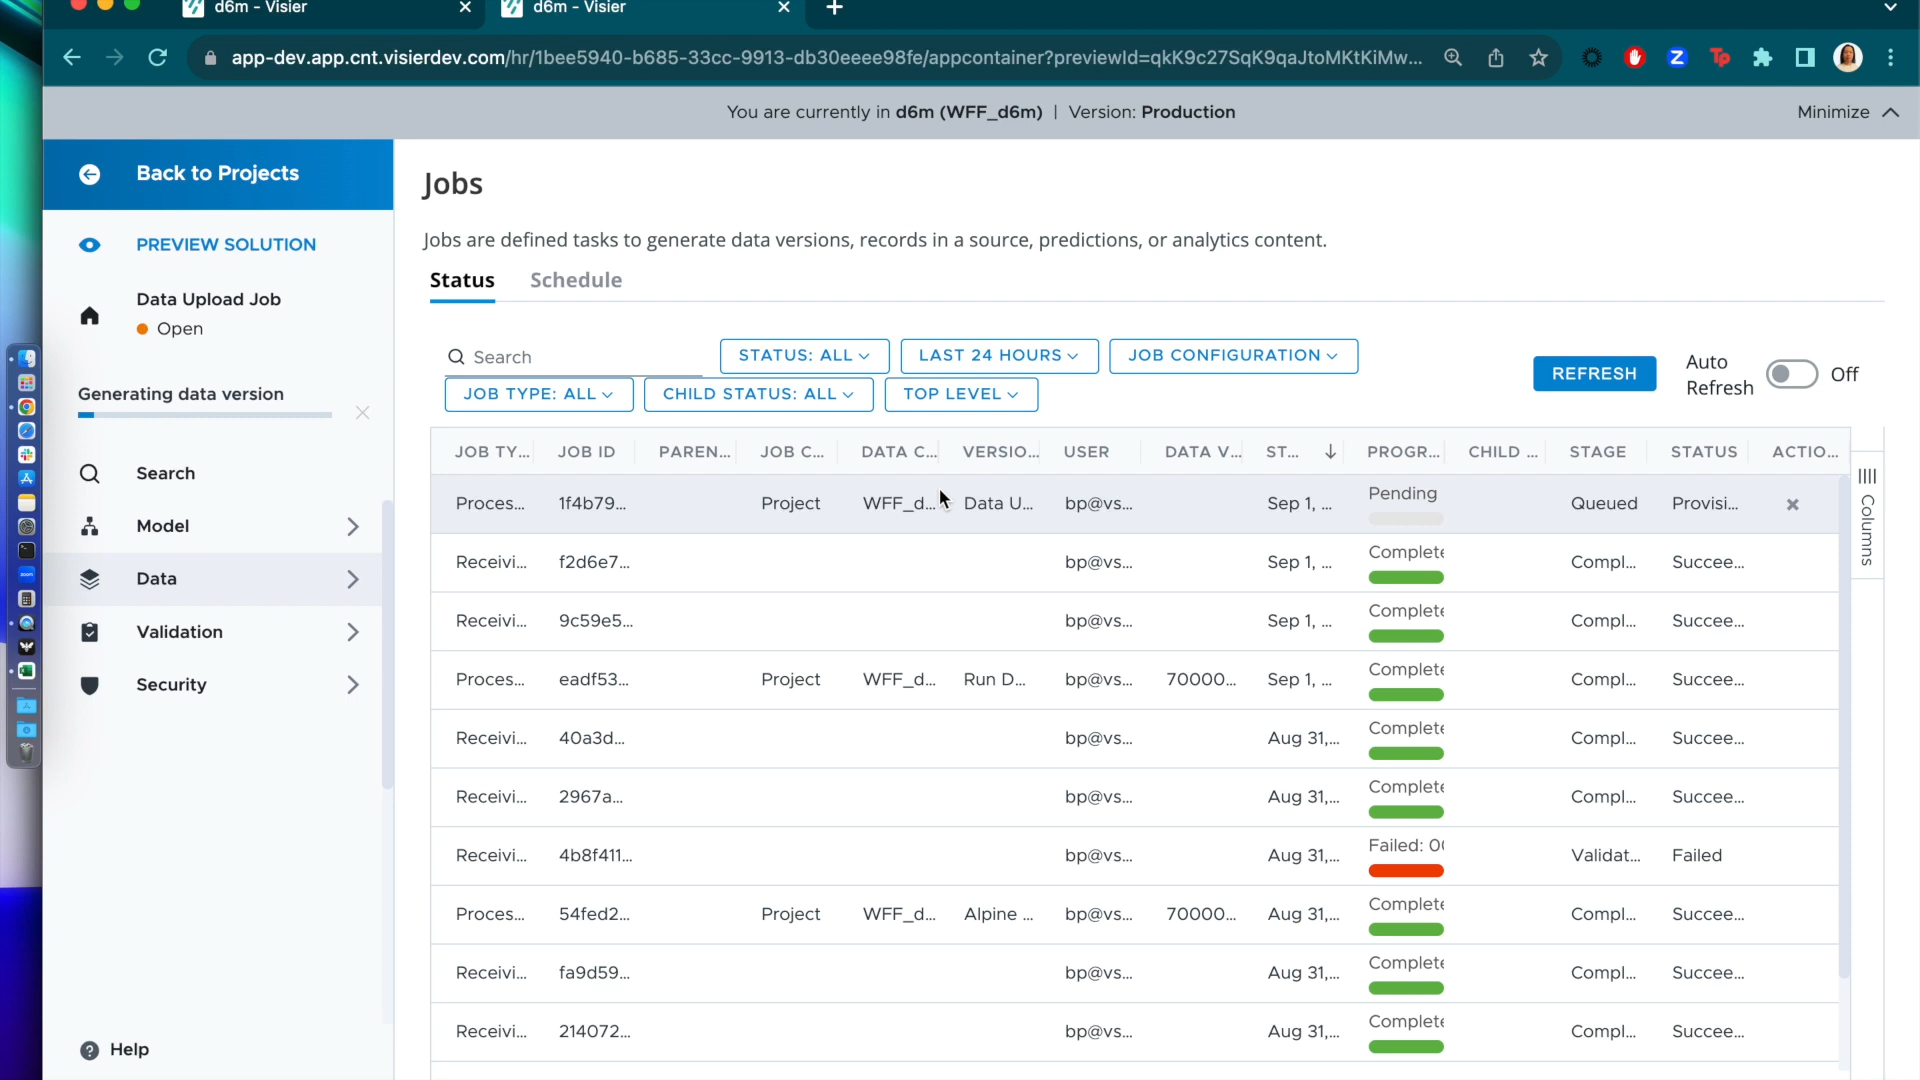 d6m - Visier
d6m - Visier
app-dev.app.cnt.visierdev.com/hr/1bee5940-b685-33cc-9913-db30eeee98fe/appcontainer?previewId=qkK9c27SqK9qaJtoMKtKiMw...
You are currently in d6m (WFF_d6m) | Version: Production
Minimize
Back to Projects
PREVIEW SOLUTION
Data Upload Job
Open
Generating data version
Search
Model
Data
Validation
Security
Help
Jobs
Jobs are defined tasks to generate data versions, records in a source, predictions, or analytics content.
Status Schedule
Search STATUS: ALL LAST 24 HOURS JOB CONFIGURATION
JOB TYPE: ALL CHILD STATUS: ALL TOP LEVEL
REFRESH
Auto Refresh
Off
JOB TY... JOB ID PAREN... JOB C... DATA C... VERSIO... USER DATA V... ST... PROGR... CHILD ... STAGE STATUS ACTIO...
Proces... 1f4b79... Project WFF_d... Data U... bp@vs... Sep 1, ... Pending Queued Provisi...
Receivi... f2d6e7... bp@vs... Sep 1, ... Complete Compl... Succee...
Receivi... 9c59e5... bp@vs... Sep 1, ... Complete Compl... Succee...
Proces... eadf53... Project WFF_d... Run D... bp@vs... 70000... Sep 1, ... Complete Compl... Succee...
Receivi... 40a3d... bp@vs... Aug 31,... Complete Compl... Succee...
Receivi... 2967a... bp@vs... Aug 31,... Complete Compl... Succee...
Receivi... 4b8f411... bp@vs... Aug 31,... Failed: 0 Validat... Failed
Proces... 54fed2... Project WFF_d... Alpine ... bp@vs... 70000... Aug 31,... Complete Compl... Succee...
Receivi... fa9d59... bp@vs... Aug 31,... Complete Compl... Succee...
Receivi... 214072... bp@vs... Aug 31,... Complete Compl... Succee...
Columns